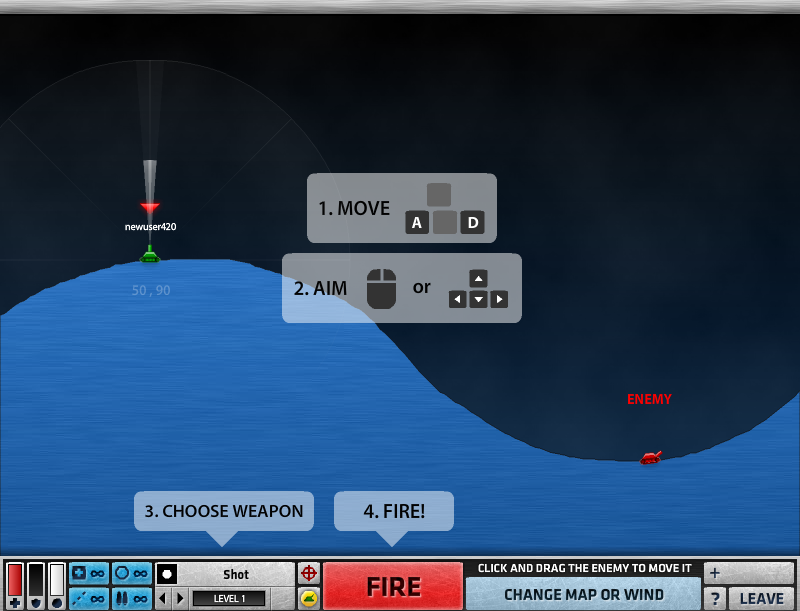 newuser420
50 , 90
1. MOVE
A D
2. AIM or
ENEMY
3. CHOOSE WEAPON
4. FIRE!
Shot
LEVEL 1
FIRE
CLICK AND DRAG THE ENEMY TO MOVE IT
CHANGE MAP OR WIND
+
?
LEAVE